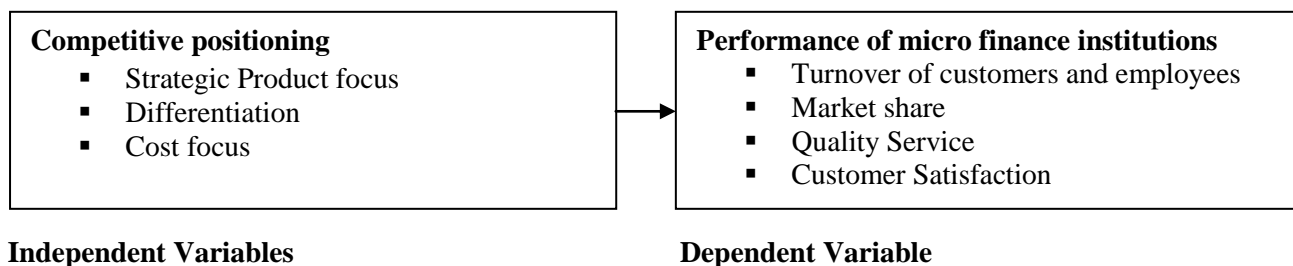 Competitive positioning
▪ Strategic Product focus
▪ Differentiation
▪ Cost focus
Performance of micro finance institutions
▪ Turnover of customers and employees
▪ Market share
▪ Quality Service
▪ Customer Satisfaction
Independent Variables
Dependent Variable